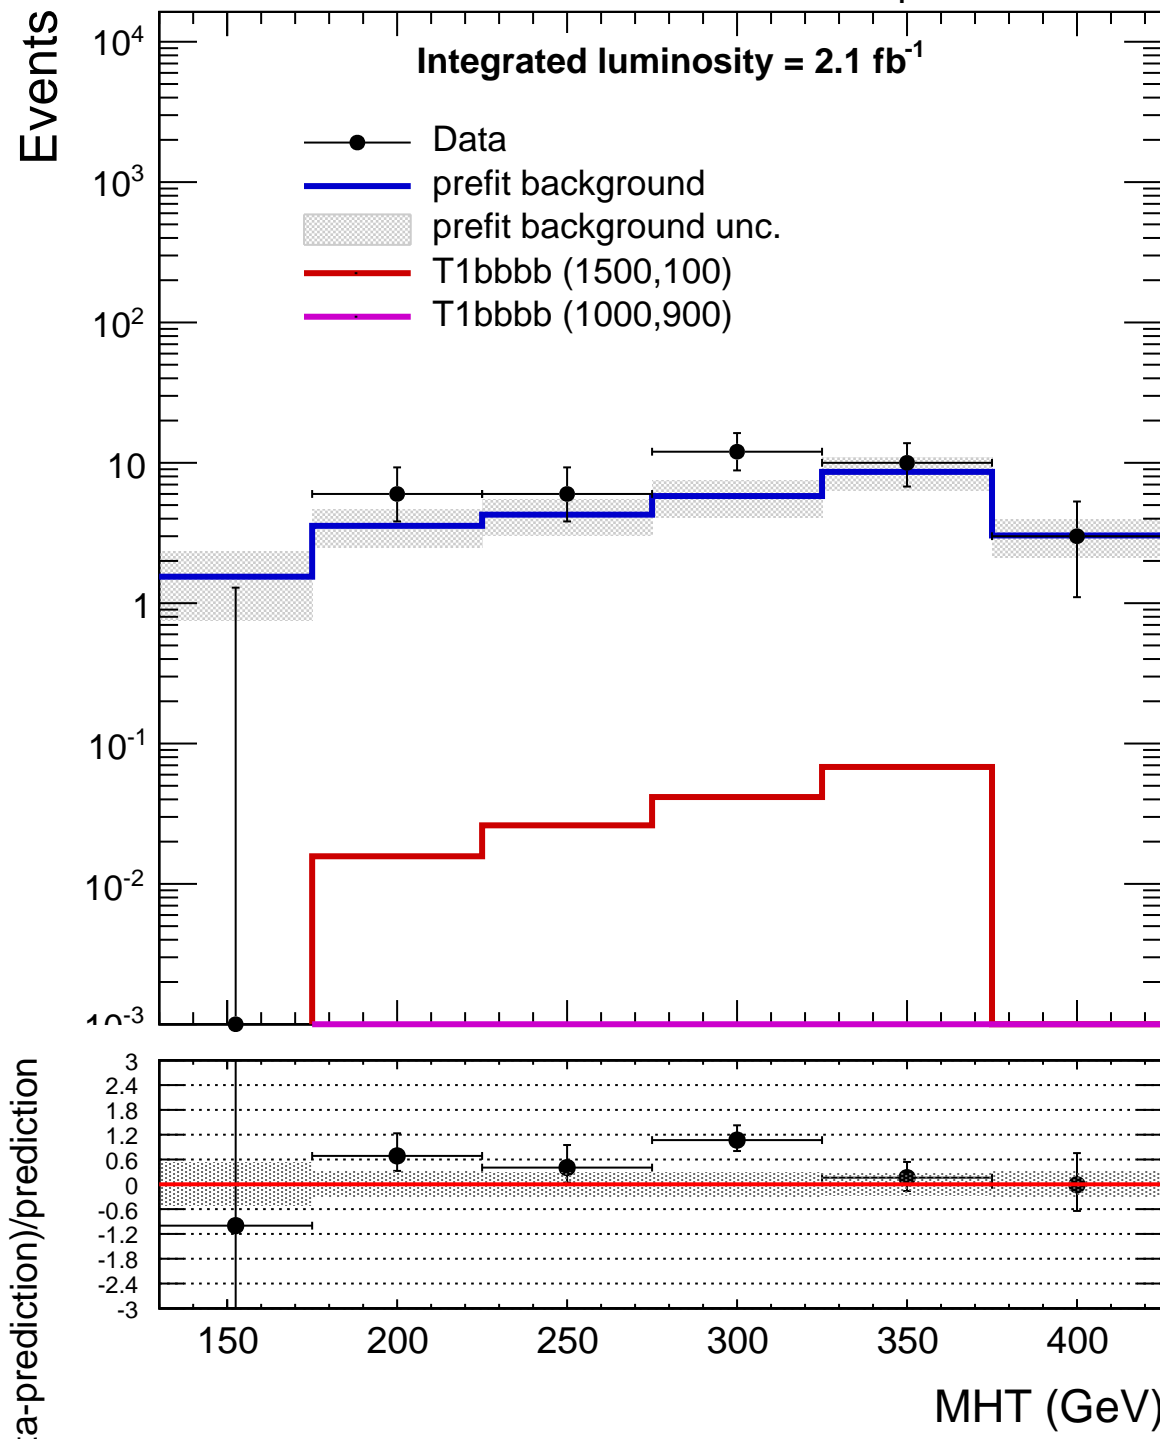 Events
10^4
10^3
10^2
10
1
10^-1
10^-2
10^-3
Integrated luminosity = 2.1 fb^-1
Data
prefit background
prefit background unc.
T1bbbb (1500,100)
T1bbbb (1000,900)
ta-prediction)/prediction
3
2.4
1.8
1.2
0.6
0
-0.6
-1.2
-1.8
-2.4
-3
150 200 250 300 350 400
MHT (GeV)